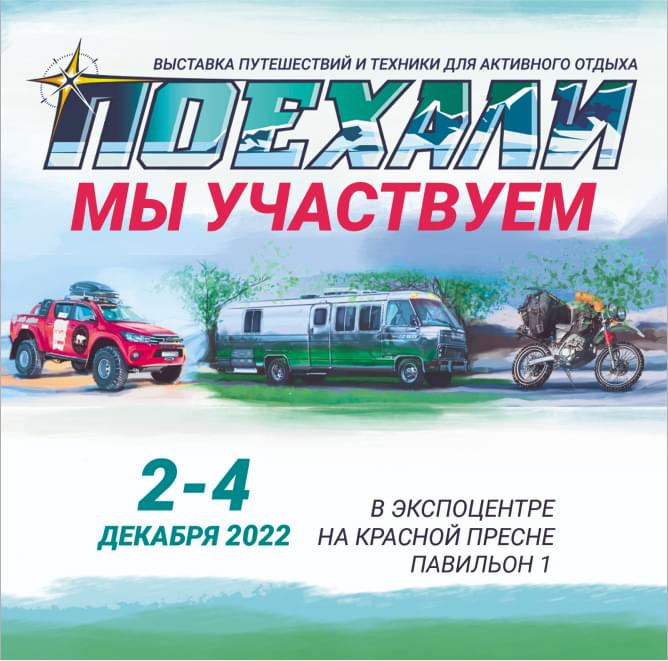 ВЫСТАВКА ПУТЕШЕСТВИЙ И ТЕХНИКИ ДЛЯ АКТИВНОГО ОТДЫХА
ПОЕХАЛИ
МЫ УЧАСТВУЕМ
2-4
ДЕКАБРЯ 2022
В ЭКСПОЦЕНТРЕ
НА КРАСНОЙ ПРЕСНЕ
ПАВИЛЬОН 1